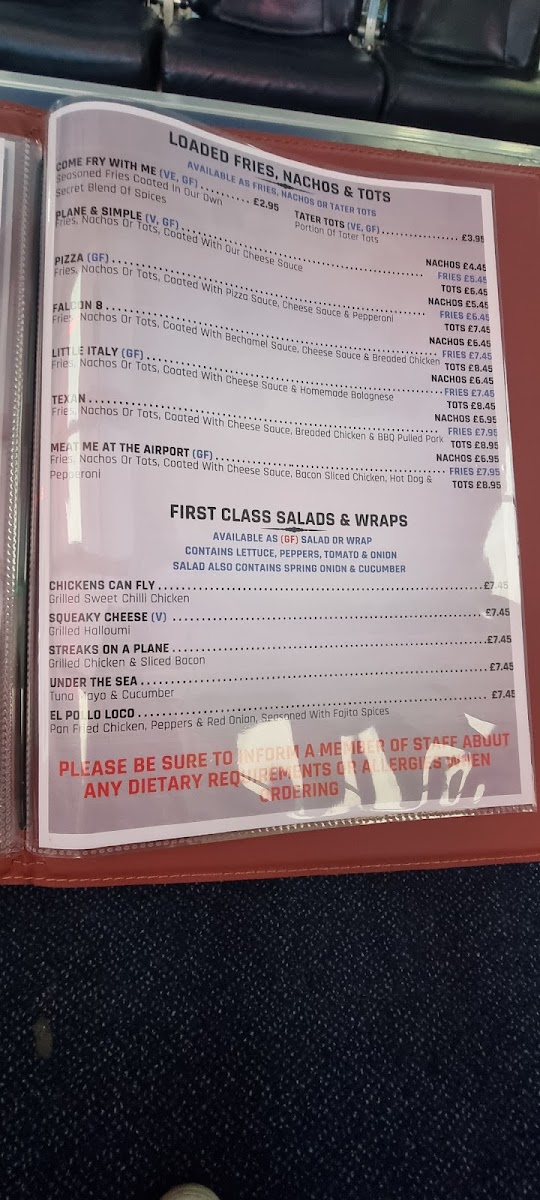 LOADED FRIES, NACHOS & TOTS
AVAILABLE AS FRIES, NACHOS OR TATER TOTS
COME FRY WITH ME (VE, GF) .......... £2.95
Seasoned Fries Coated In Our Own
Secret Blend Of Spices
TATER TOTS (VE, GF) .................. £3.95
Portion Of Tater Tots
PLANE & SIMPLE (V, GF)
Fries, Nachos Or Tots, Coated With Our Cheese Sauce
NACHOS £4.45
FRIES £5.45
TOTS £6.45
PIZZA (GF)
Fries, Nachos Or Tots, Coated With Pizza Sauce, Cheese Sauce & Pepperoni
NACHOS £5.45
FRIES £6.45
TOTS £7.45
FALCON 8
Fries, Nachos Or Tots, Coated With Bechamel Sauce, Cheese Sauce & Breaded Chicken
NACHOS £6.45
FRIES £7.45
TOTS £8.45
LITTLE ITALY (GF)
Fries, Nachos Or Tots, Coated With Cheese Sauce & Homemade Bolognese
NACHOS £6.45
FRIES £7.45
TOTS £8.45
TEXAN
Fries, Nachos Or Tots, Coated With Cheese Sauce, Breaded Chicken & BBQ Pulled Pork
NACHOS £6.95
FRIES £7.95
TOTS £8.95
MEAT ME AT THE AIRPORT (GF)
Fries, Nachos Or Tots, Coated With Cheese Sauce, Bacon Sliced Chicken, Hot Dog &
Pepperoni
NACHOS £6.95
FRIES £7.95
TOTS £8.95
FIRST CLASS SALADS & WRAPS
AVAILABLE AS (GF) SALAD OR WRAP
CONTAINS LETTUCE, PEPPERS, TOMATO & ONION
SALAD ALSO CONTAINS SPRING ONION & CUCUMBER
CHICKENS CAN FLY .......... £7.45
Grilled Sweet Chilli Chicken
SQUEAKY CHEESE (V) .......... £7.45
Grilled Halloumi
STREAKS ON A PLANE .......... £7.45
Grilled Chicken & Sliced Bacon
UNDER THE SEA .......... £7.45
Tuna Mayo & Cucumber
EL POLLO LOCO .......... £7.45
Pan Fried Chicken, Peppers & Red Onion, Seasoned With Fajita Spices
PLEASE BE SURE TO INFORM A MEMBER OF STAFF ABOUT
ANY DIETARY REQUIREMENTS OR ALLERGIES WHEN
ORDERING